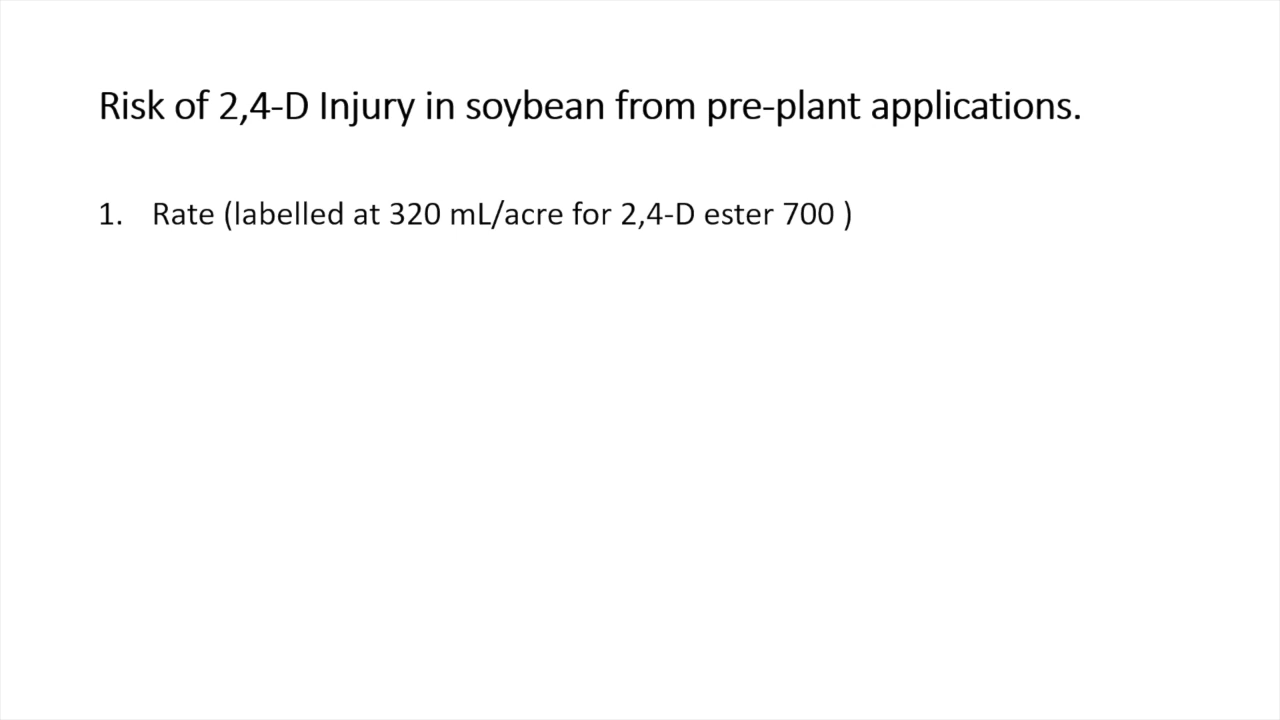 Risk of 2,4-D Injury in soybean from pre-plant applications.
1. Rate (labelled at 320 mL/acre for 2,4-D ester 700 )